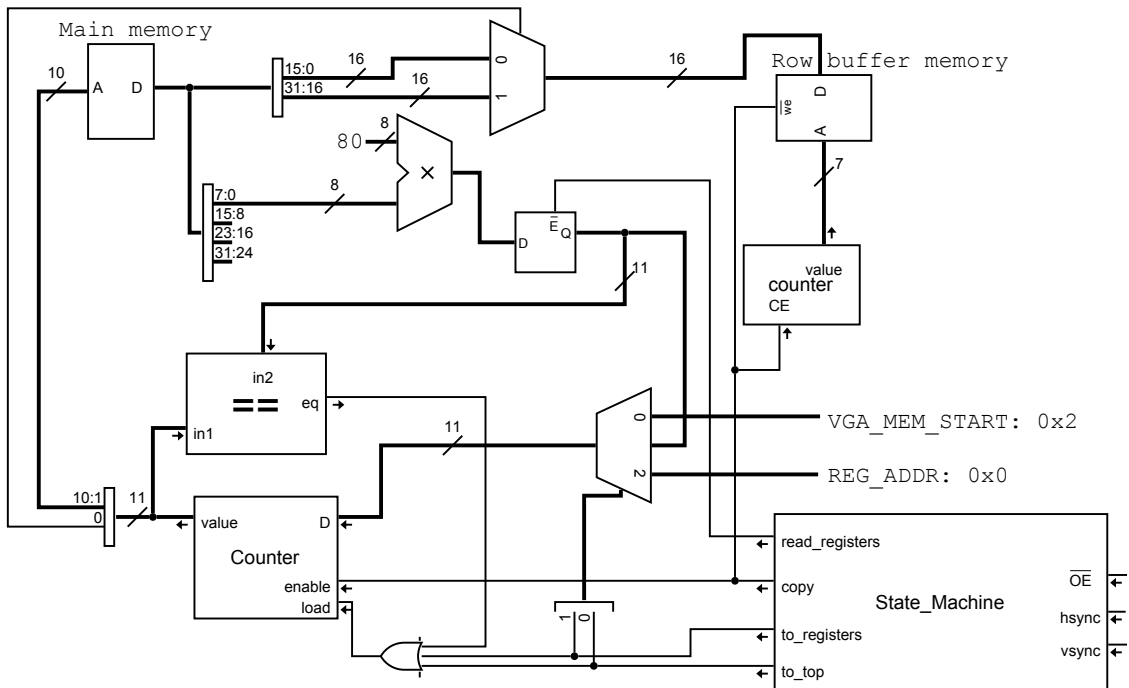 Main memory
10
A
D
15:0
16
31:16
16
0
1
16
Row buffer memory
we
D
A
7
80
8
×
7:0
8
15:8
23:16
31:24
D
E
Q
11
value
counter
CE
in2
==
eq
in1
0
2
VGA_MEM_START: 0x2
REG_ADDR: 0x0
11
10:1
0
11
value
D
Counter
enable
load
1
0
read_registers
copy
State_Machine
to_registers
to_top
OE
hsync
vsync